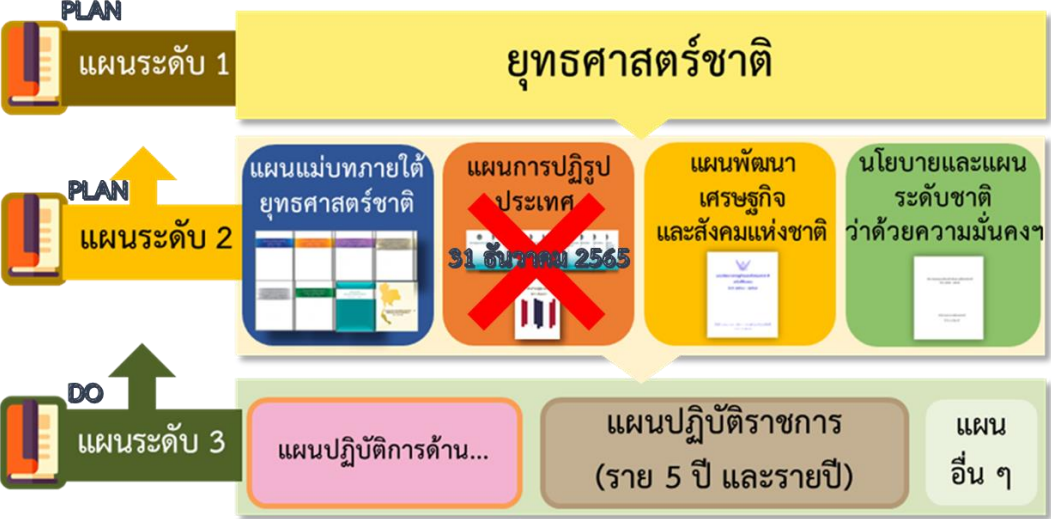 PLAN
แผนระดับ 1
ยุทธศาสตร์ชาติ
PLAN
แผนระดับ 2
แผนแม่บทภายใต้
ยุทธศาสตร์ชาติ
แผนการปฏิรูป
ประเทศ
31 ธันวาคม 2565
แผนพัฒนา
เศรษฐกิจ
และสังคมแห่งชาติ
นโยบายและแผน
ระดับชาติ
ว่าด้วยความมั่นคงฯ
DO
แผนระดับ 3
แผนปฏิบัติการด้าน...
แผนปฏิบัติราชการ
(ราย 5 ปี และรายปี)
แผน
อื่น ๆ